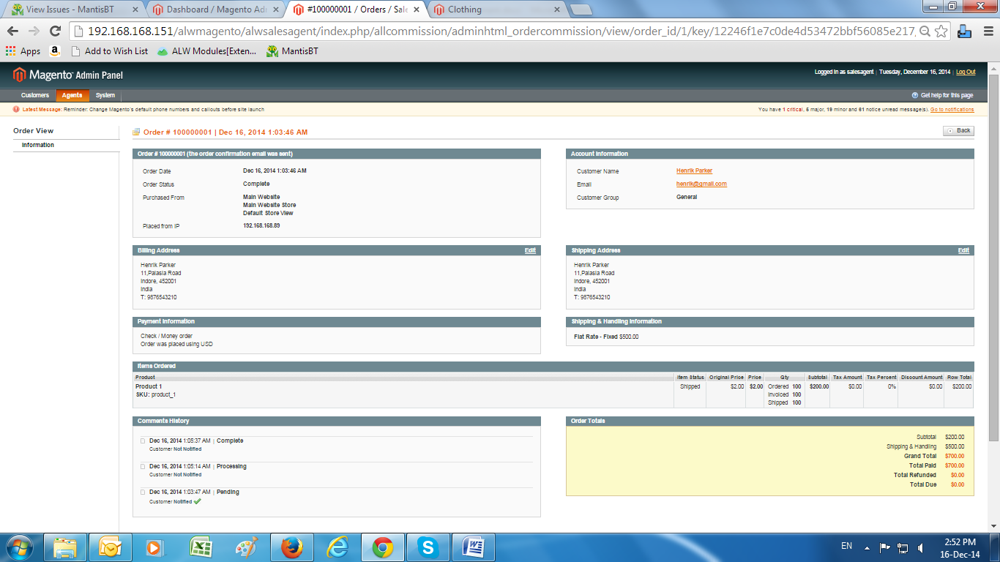 View Issues - MantisBT
Dashboard / Magento Adm
#100000001 / Orders / Sale
Clothing
192.168.168.151/alwmagento/alwsalesagent/index.php/allcommission/adminhtml_ordercommission/view/order_id/1/key/12246f1e7c0de4d53472bbf56085e217
Apps
Add to Wish List
ALW Modules[Exten...
MantisBT
Magento Admin Panel
Logged in as salesagent | Tuesday, December 16, 2014 | Log Out
Customers Agents System
Get help for this page
Latest Message: Reminder: Change Magento's default phone numbers and callouts before site launch
You have 1 critical, 5 major, 19 minor and 61 notice unread message(s). Go to notifications
Order View
Information
Order # 100000001 | Dec 16, 2014 1:03:46 AM
Back
Order # 100000001 (the order confirmation email was sent)
Order Date Dec 16, 2014 1:03:46 AM
Order Status Complete
Purchased From Main Website
Main Website Store
Default Store View
Placed from IP 192.168.168.89
Account Information
Customer Name Henrik Parker
Email henrik@gmail.com
Customer Group General
Billing Address Edit
Henrik Parker
11,Palasia Road
Indore, 452001
India
T: 9876543210
Shipping Address Edit
Henrik Parker
11,Palasia Road
Indore, 452001
India
T: 9876543210
Payment Information
Check / Money order
Order was placed using USD
Shipping & Handling Information
Flat Rate - Fixed $500.00
Items Ordered
Product Item Status Original Price Price Qty Subtotal Tax Amount Tax Percent Discount Amount Row Total
Product 1 Shipped $2.00 $2.00 Ordered 100 $200.00 $0.00 0% $0.00 $200.00
SKU: product_1 Invoiced 100
Shipped 100
Comments History
Dec 16, 2014 1:05:37 AM | Complete
Customer Not Notified
Dec 16, 2014 1:05:14 AM | Processing
Customer Not Notified
Dec 16, 2014 1:03:47 AM | Pending
Customer Notified
Order Totals
Subtotal $200.00
Shipping & Handling $500.00
Grand Total $700.00
Total Paid $700.00
Total Refunded $0.00
Total Due $0.00
EN
2:52 PM
16-Dec-14